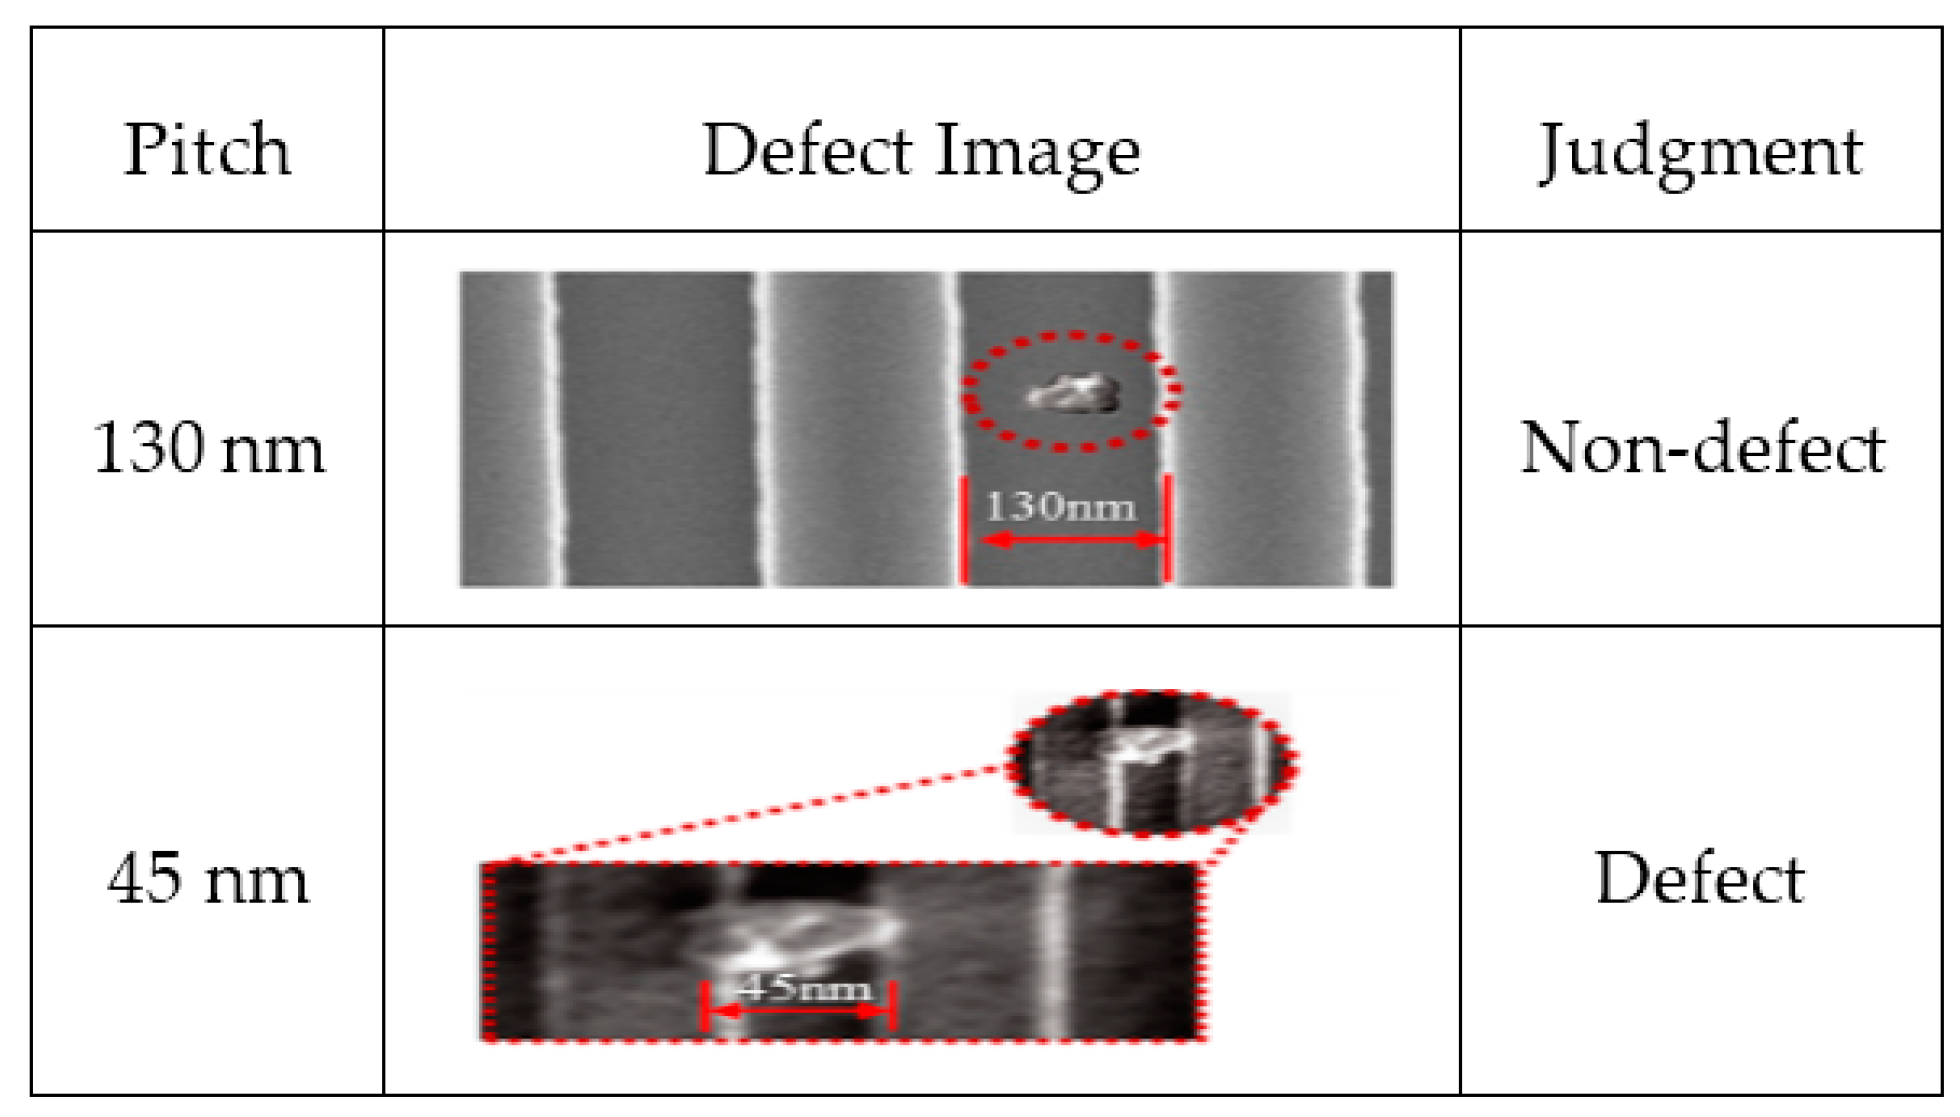 Pitch
Defect Image
Judgment
130 nm
130nm
Non-defect
45 nm
45nm
Defect